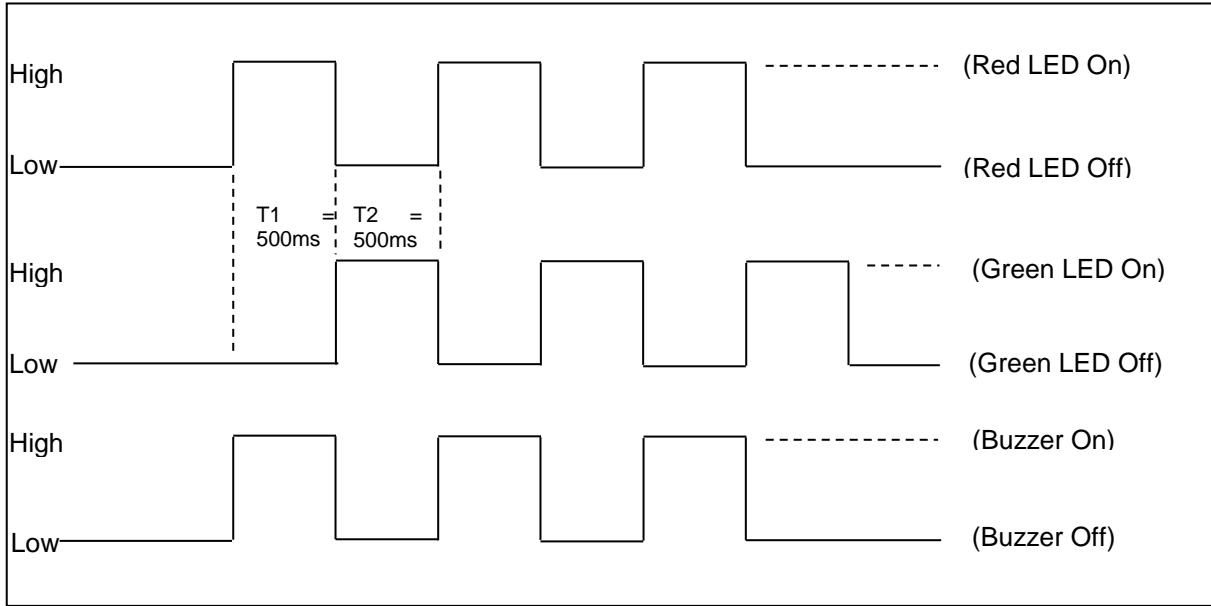 High
(Red LED On)
Low
(Red LED Off)
T1 = T2 =
500ms 500ms
High
(Green LED On)
Low
(Green LED Off)
High
(Buzzer On)
Low
(Buzzer Off)